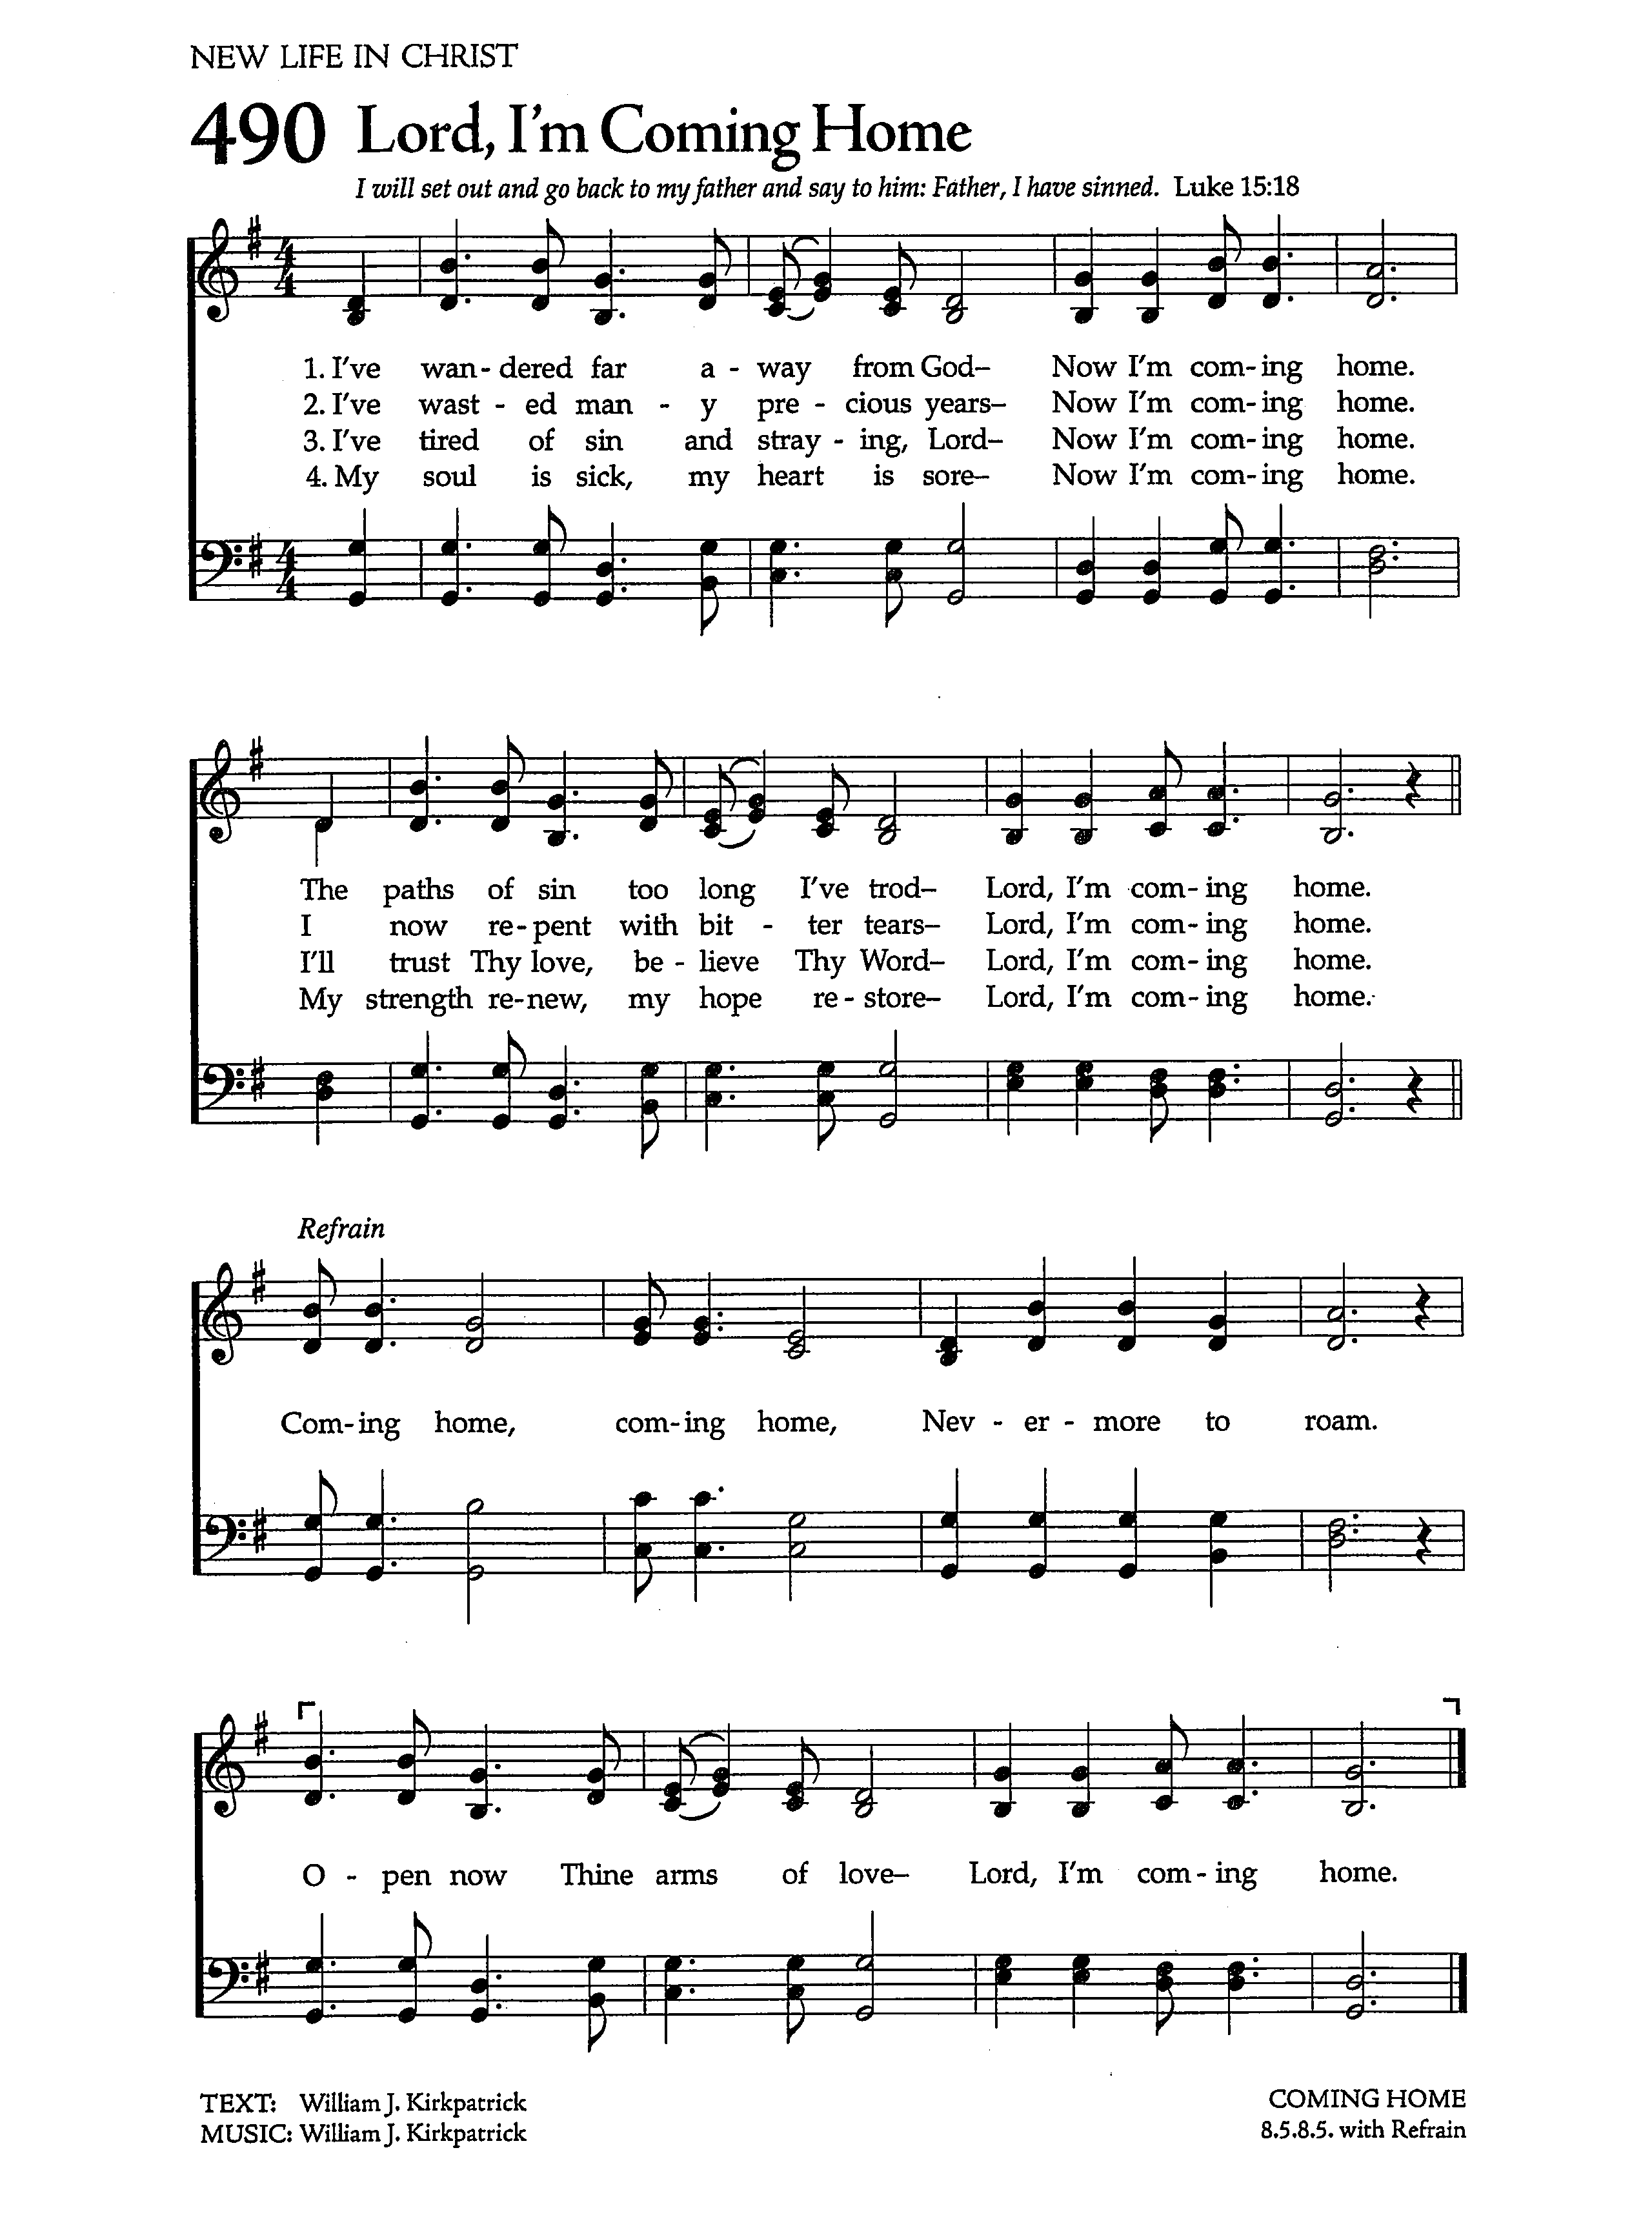 NEW LIFE IN CHRIST
490 Lord, I'm Coming Home
I will set out and go back to my father and say to him: Father, I have sinned. Luke 15:18
4
4
1. I've wan - dered far a - way from God– Now I'm com - ing home.
2. I've wast - ed man - y pre - cious years– Now I'm com - ing home.
3. I've tired of sin and stray - ing, Lord– Now I'm com - ing home.
4. My soul is sick, my heart is sore– Now I'm com - ing home.
4
4
The paths of sin too long I've trod– Lord, I'm com - ing home.
I now re - pent with bit - ter tears– Lord, I'm com - ing home.
I'll trust Thy love, be - lieve Thy Word– Lord, I'm com - ing home.
My strength re - new, my hope re - store– Lord, I'm com - ing home.
Refrain
Com - ing home, com - ing home, Nev - er - more to roam.
O - pen now Thine arms of love– Lord, I'm com - ing home.
TEXT: William J. Kirkpatrick
MUSIC: William J. Kirkpatrick
COMING HOME
8.5.8.5. with Refrain